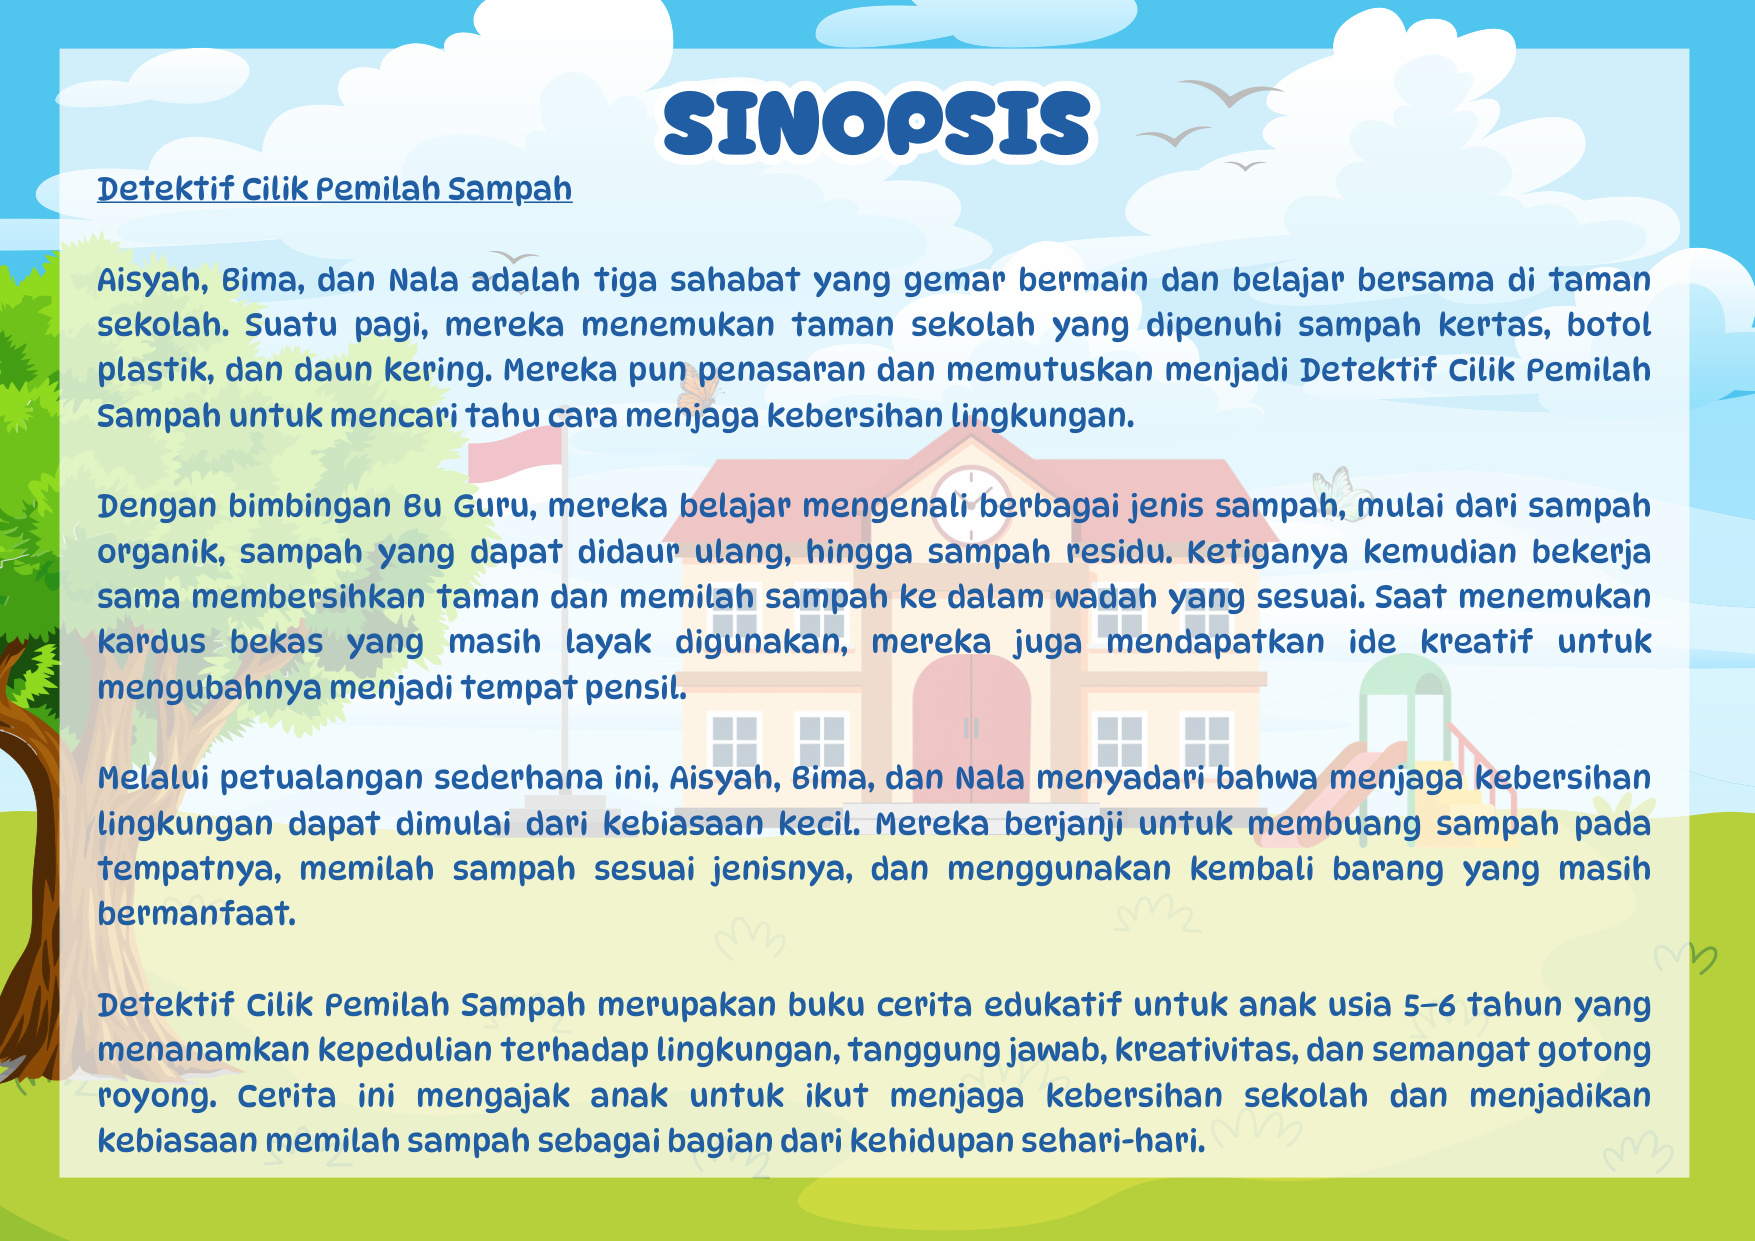 SINOPSIS
Detektif Cilik Pemilah Sampah
Aisyah, Bima, dan Nala adalah tiga sahabat yang gemar bermain dan belajar bersama di taman
sekolah. Suatu pagi, mereka menemukan taman sekolah yang dipenuhi sampah kertas, botol
plastik, dan daun kering. Mereka pun penasaran dan memutuskan menjadi Detektif Cilik Pemilah
Sampah untuk mencari tahu cara menjaga kebersihan lingkungan.
Dengan bimbingan Bu Guru, mereka belajar mengenali berbagai jenis sampah, mulai dari sampah
organik, sampah yang dapat didaur ulang, hingga sampah residu. Ketiganya kemudian bekerja
sama membersihkan taman dan memilah sampah ke dalam wadah yang sesuai. Saat menemukan
kardus bekas yang masih layak digunakan, mereka juga mendapatkan ide kreatif untuk
mengubahnya menjadi tempat pensil.
Melalui petualangan sederhana ini, Aisyah, Bima, dan Nala menyadari bahwa menjaga kebersihan
lingkungan dapat dimulai dari kebiasaan kecil. Mereka berjanji untuk membuang sampah pada
tempatnya, memilah sampah sesuai jenisnya, dan menggunakan kembali barang yang masih
bermanfaat.
Detektif Cilik Pemilah Sampah merupakan buku cerita edukatif untuk anak usia 5–6 tahun yang
menanamkan kepedulian terhadap lingkungan, tanggung jawab, kreativitas, dan semangat gotong
royong. Cerita ini mengajak anak untuk ikut menjaga kebersihan sekolah dan menjadikan
kebiasaan memilah sampah sebagai bagian dari kehidupan sehari-hari.